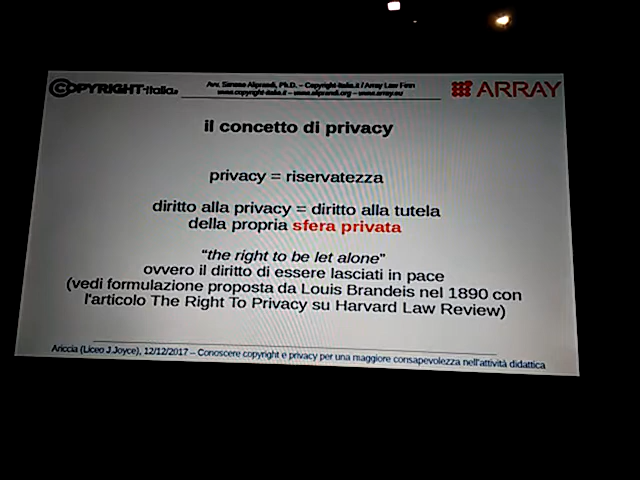 COPYRIGHT-Italia.it
Avv. Simone Aliprandi, Ph.D. – Copyright-Italia.it / Array Law Firm
www.copyright-italia.it – www.aliprandi.org – www.array.eu
ARRAY
il concetto di privacy
privacy = riservatezza
diritto alla privacy = diritto alla tutela
della propria sfera privata
"the right to be let alone"
ovvero il diritto di essere lasciati in pace
(vedi formulazione proposta da Louis Brandeis nel 1890 con
l'articolo The Right To Privacy su Harvard Law Review)
Ariccia (Liceo J.Joyce), 12/12/2017 – Conoscere copyright e privacy per una maggiore consapevolezza nell'attività didattica